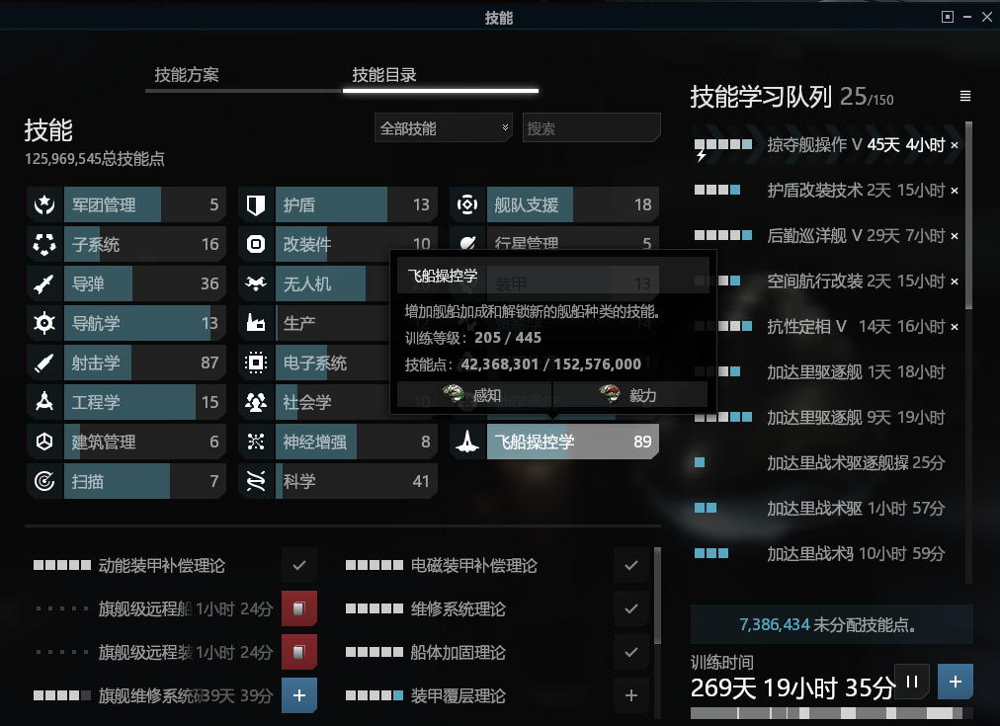 技能
技能方案
技能目录
技能
125,969,545总技能点
全部技能
搜索
军团管理 5
护盾 13
舰队支援 18
子系统 16
改装件 10
行星管理 5
导弹 36
无人机
装甲 13
导航学 13
生产
射击学 87
电子系统
工程学 15
社会学 10
建筑管理 6
神经增强 8
飞船操控学 89
扫描 7
科学 41
飞船操控学
增加舰船加成和解锁新的舰船种类的技能。
训练等级：205 / 445
技能点：42,368,301 / 152,576,000
感知
毅力
动能装甲补偿理论
电磁装甲补偿理论
旗舰级远程船 1小时 24分
维修系统理论
旗舰级远程装 1小时 24分
船体加固理论
旗舰维修系统研39天 39分
装甲覆层理论
技能学习队列 25/150
掠夺舰操作 V 45天 4小时
护盾改装技术 2天 15小时
后勤巡洋舰 V 29天 7小时
空间航行改装 2天 15小时
抗性定相 V 14天 16小时
加达里驱逐舰 1天 18小时
加达里驱逐舰 9天 19小时
加达里战术驱逐舰操 25分
加达里战术驱 1小时 57分
加达里战术驱 10小时 59分
7,386,434 未分配技能点。
训练时间
269天 19小时 35分